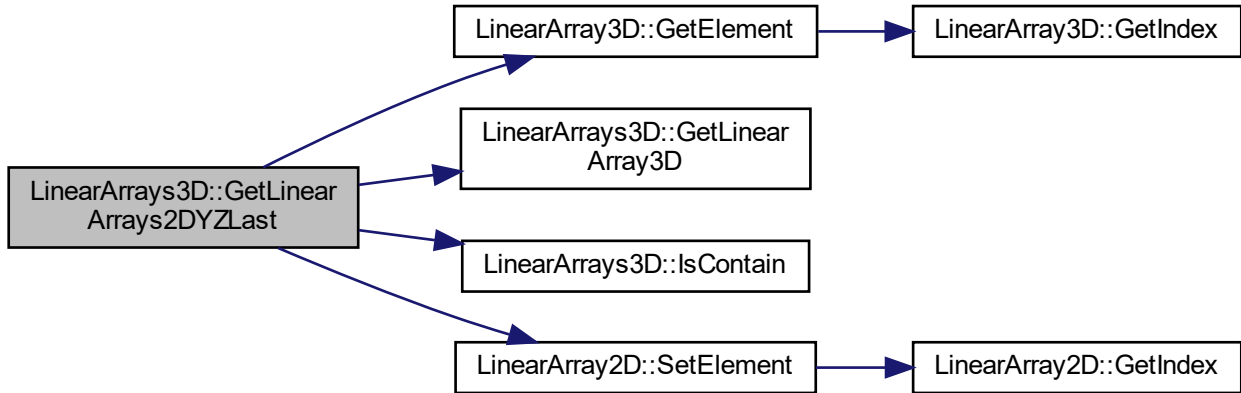 LinearArray3D::GetElement
LinearArray3D::GetIndex
LinearArrays3D::GetLinear
Array3D
LinearArrays3D::GetLinear
Arrays2DYZLast
LinearArrays3D::IsContain
LinearArray2D::SetElement
LinearArray2D::GetIndex